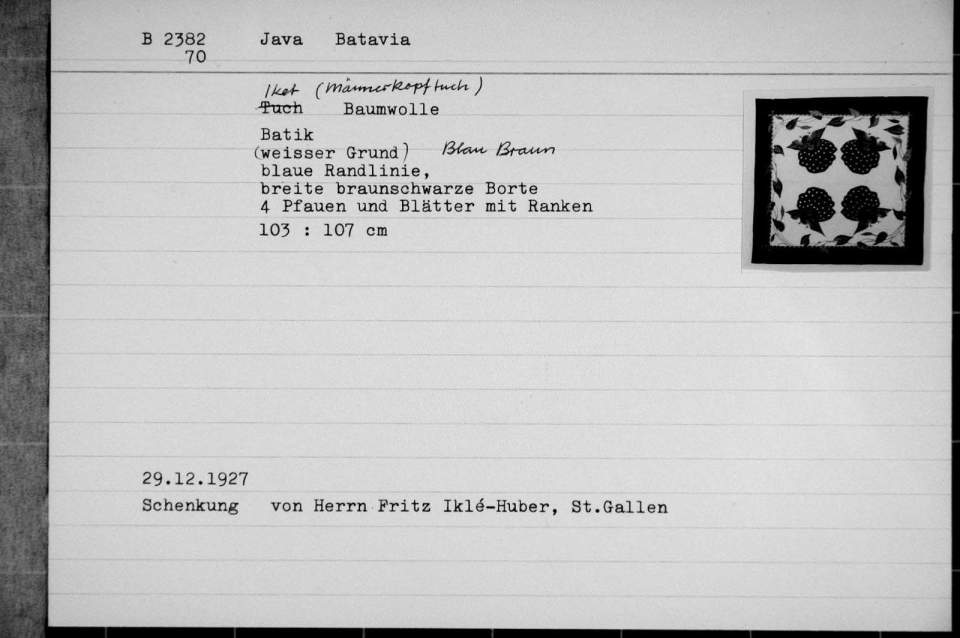 B 2382 Java Batavia
70
Iket (Männerkopftuch)
Tuch Baumwolle
Batik
(weisser Grund) Blau Braun
blaue Randlinie,
breite braunschwarze Borte
4 Pfauen und Blätter mit Ranken
103 : 107 cm
29.12.1927
Schenkung von Herrn Fritz Iklé-Huber, St.Gallen